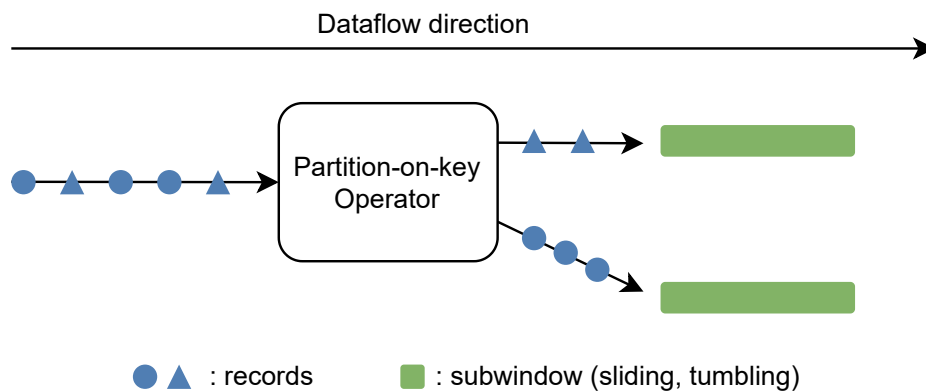 Dataflow direction
Partition-on-key
Operator
: records
: subwindow (sliding, tumbling)